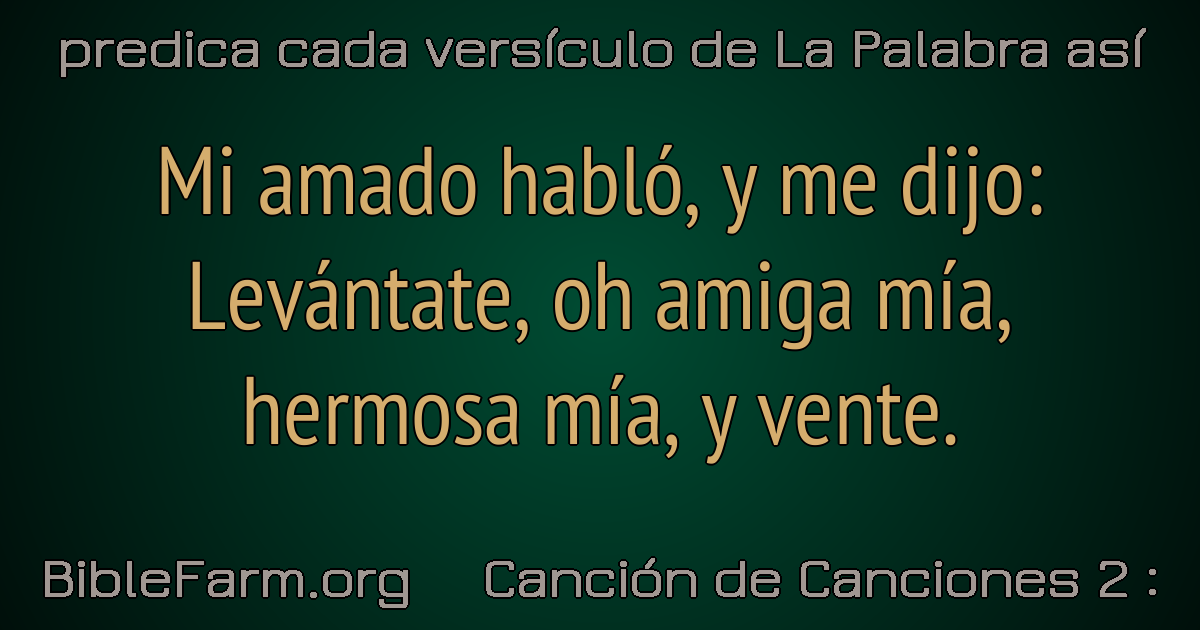 predica cada versículo de La Palabra así
Mi amado habló, y me dijo:
Levántate, oh amiga mía,
hermosa mía, y vente.
BibleFarm.org Canción de Canciones 2 :